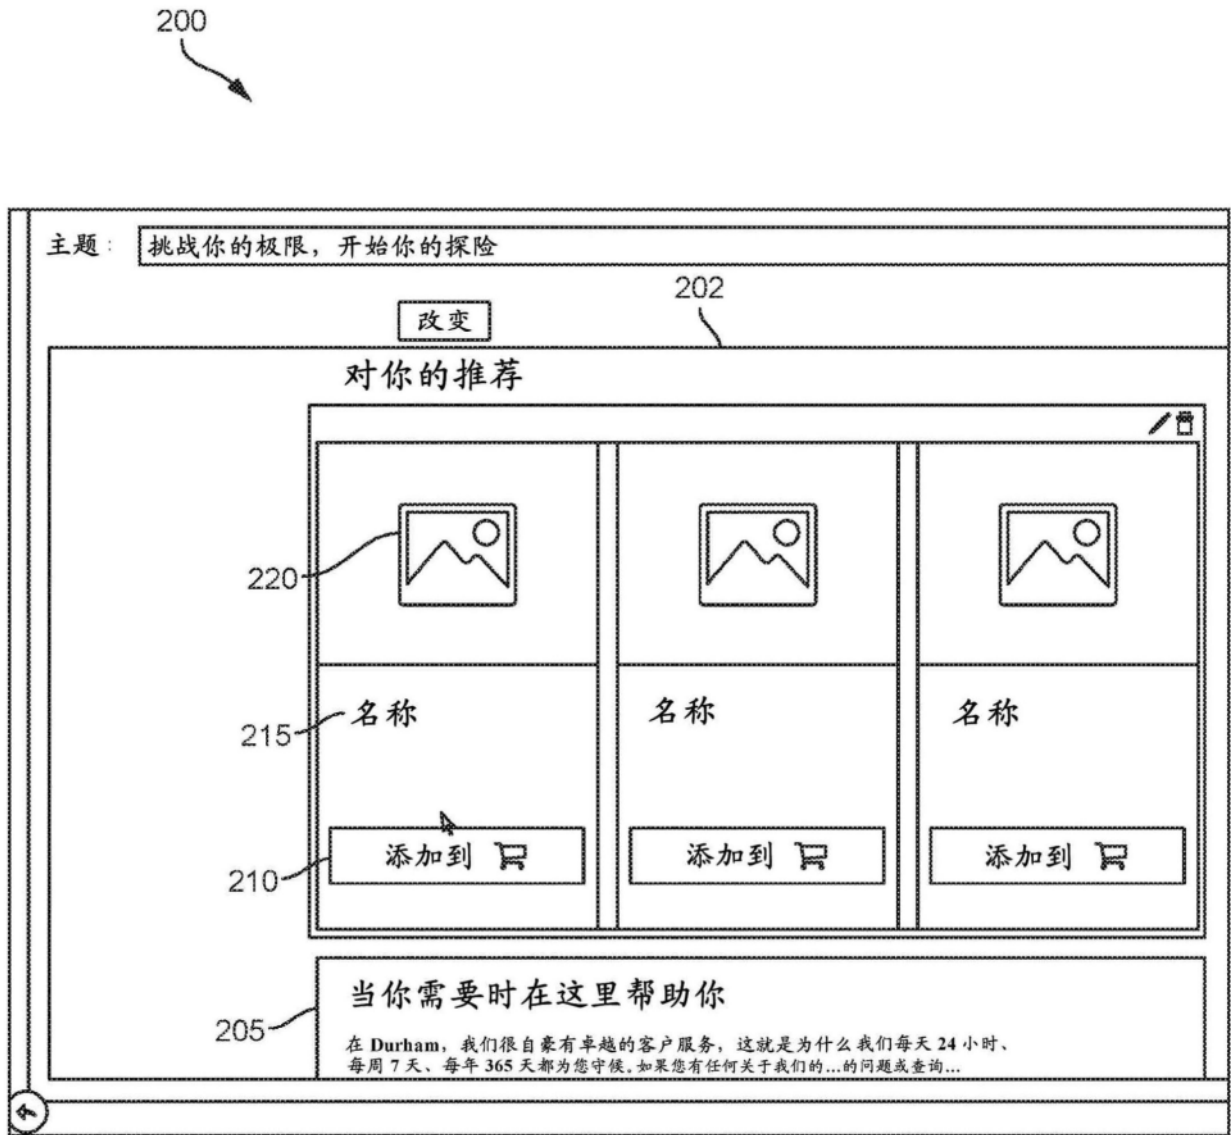 200
主题: 挑战你的极限，开始你的探险
202
改变
对你的推荐
220
215 名称 名称 名称
210 添加到 添加到 添加到
当你需要时在这里帮助你
205
在 Durham，我们很自豪有卓越的客户服务，这就是为什么我们每天 24 小时、
每周 7 天、每年 365 天都为您守候。如果您有任何关于我们的...的问题或查询...